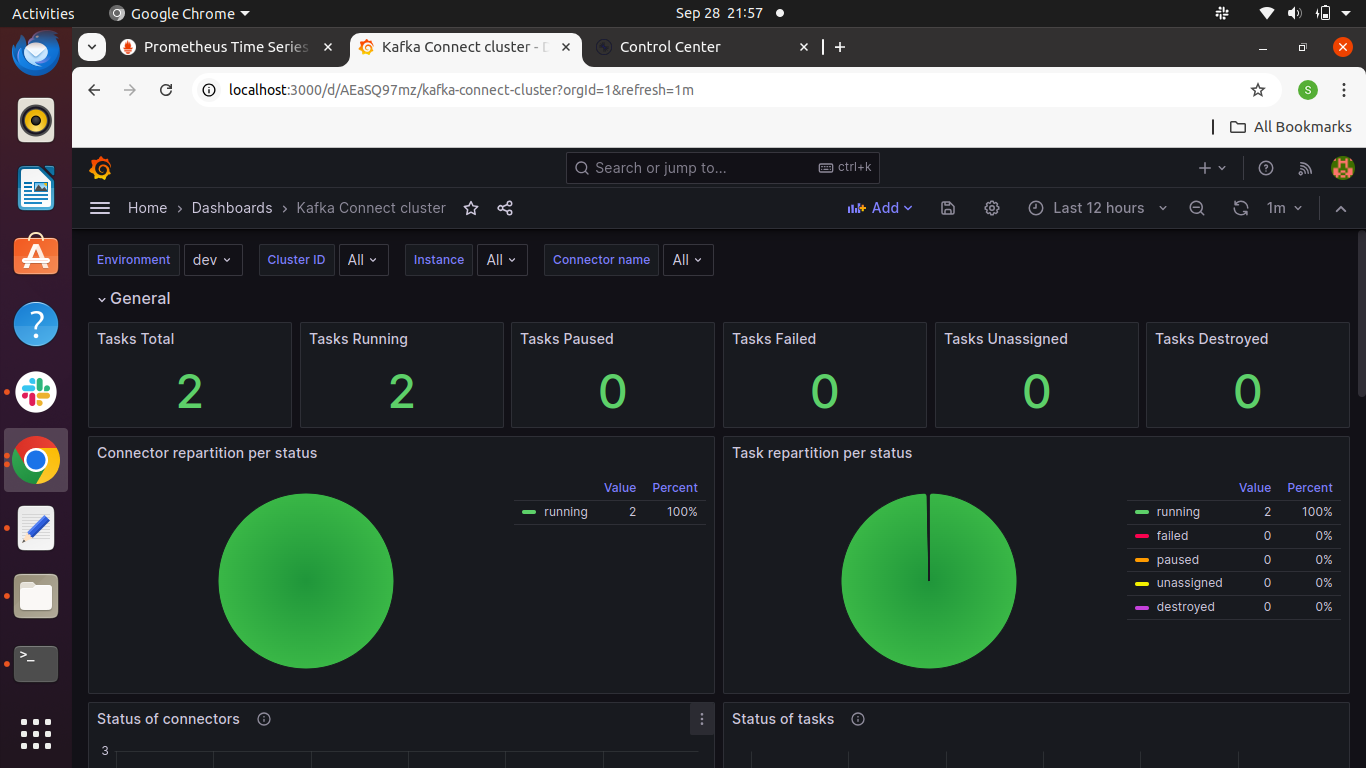 Activities Google Chrome Sep 28 21:57
Prometheus Time Series Kafka Connect cluster - D Control Center
localhost:3000/d/AEaSQ97mz/kafka-connect-cluster?orgId=1&refresh=1m S
All Bookmarks
Search or jump to... ctrl+k
Home › Dashboards › Kafka Connect cluster Add Last 12 hours 1m
Environment dev Cluster ID All Instance All Connector name All
General
Tasks Total Tasks Running Tasks Paused Tasks Failed Tasks Unassigned Tasks Destroyed
2 2 0 0 0 0
Connector repartition per status Task repartition per status
Value Percent Value Percent
running 2 100% running 2 100%
failed 0 0%
paused 0 0%
unassigned 0 0%
destroyed 0 0%
Status of connectors Status of tasks
3